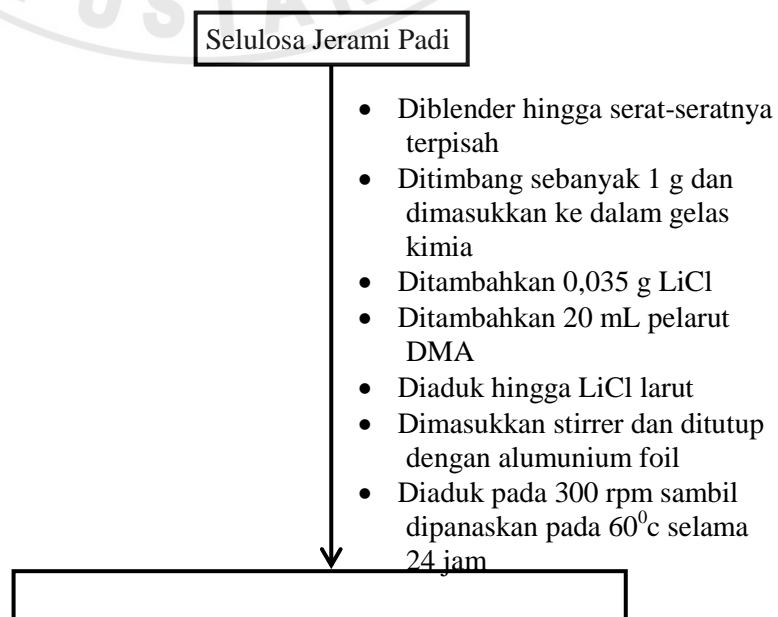 Selulosa Jerami Padi
• Diblender hingga serat-seratnya
terpisah
• Ditimbang sebanyak 1 g dan
dimasukkan ke dalam gelas
kimia
• Ditambahkan 0,035 g LiCl
• Ditambahkan 20 mL pelarut
DMA
• Diaduk hingga LiCl larut
• Dimasukkan stirrer dan ditutup
dengan alumunium foil
• Diaduk pada 300 rpm sambil
dipanaskan pada 60⁰c selama
24 jam